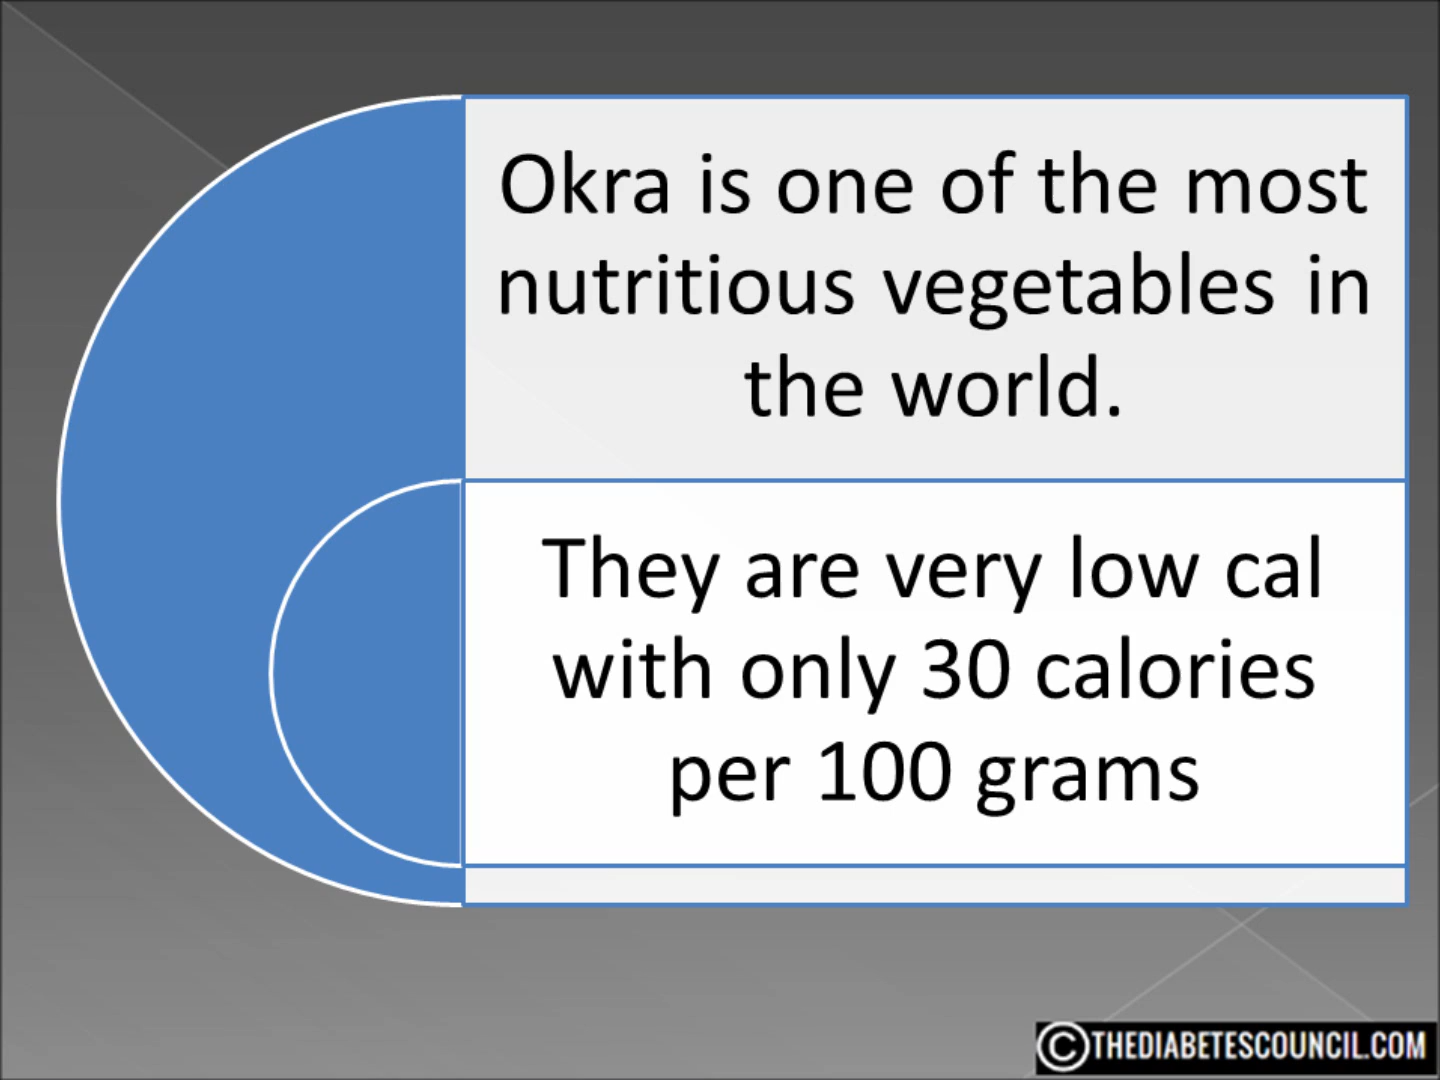 Okra is one of the most
nutritious vegetables in
the world.
They are very low cal
with only 30 calories
per 100 grams
©THEDIABETESCOUNCIL.COM